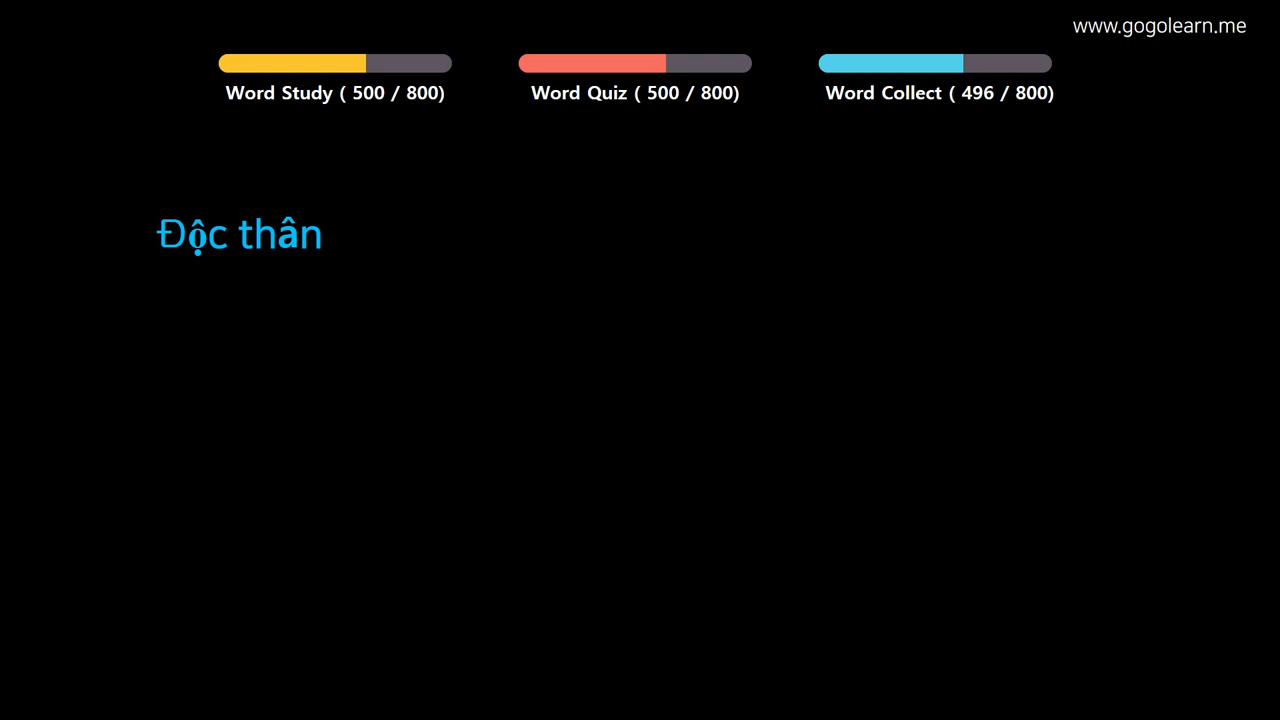 www.gogolearn.me
Word Study ( 500 / 800)
Word Quiz ( 500 / 800)
Word Collect ( 496 / 800)
Độc thân